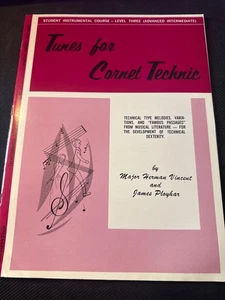 STUDENT INSTRUMENTAL COURSE - LEVEL THREE (ADVANCED INTERMEDIATE)
Tunes for
Cornet Technic
TECHNICAL TYPE MELODIES, VARIA-
TIONS, AND "FAMOUS PASSAGES"
FROM MUSICAL LITERATURE — FOR
THE DEVELOPMENT OF TECHNICAL
DEXTERITY.
by
Major Herman Vincent
and
James Ployhar